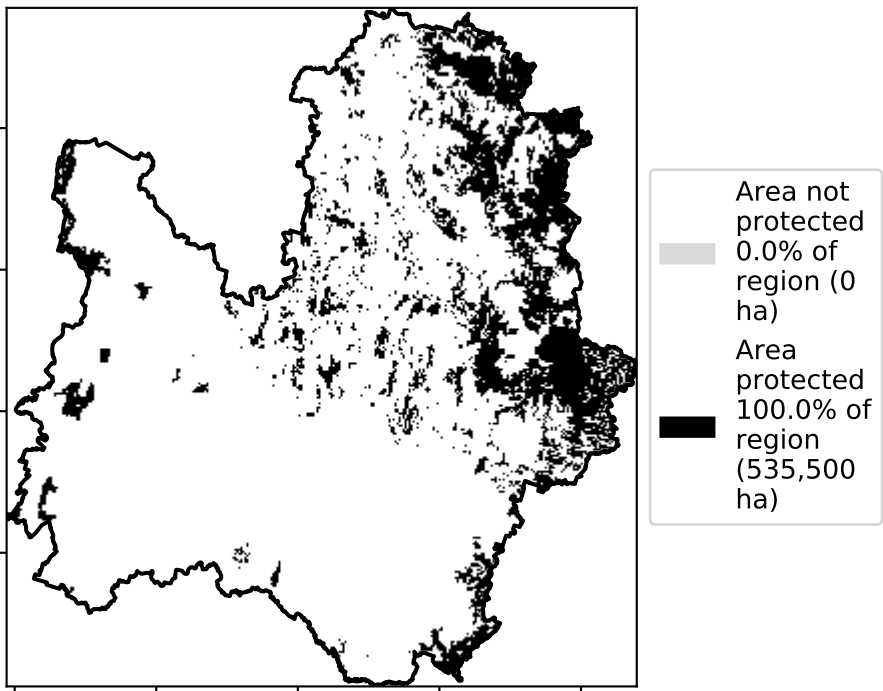 Area not
protected
0.0% of
region (0
ha)
Area
protected
100.0% of
region
(535,500
ha)